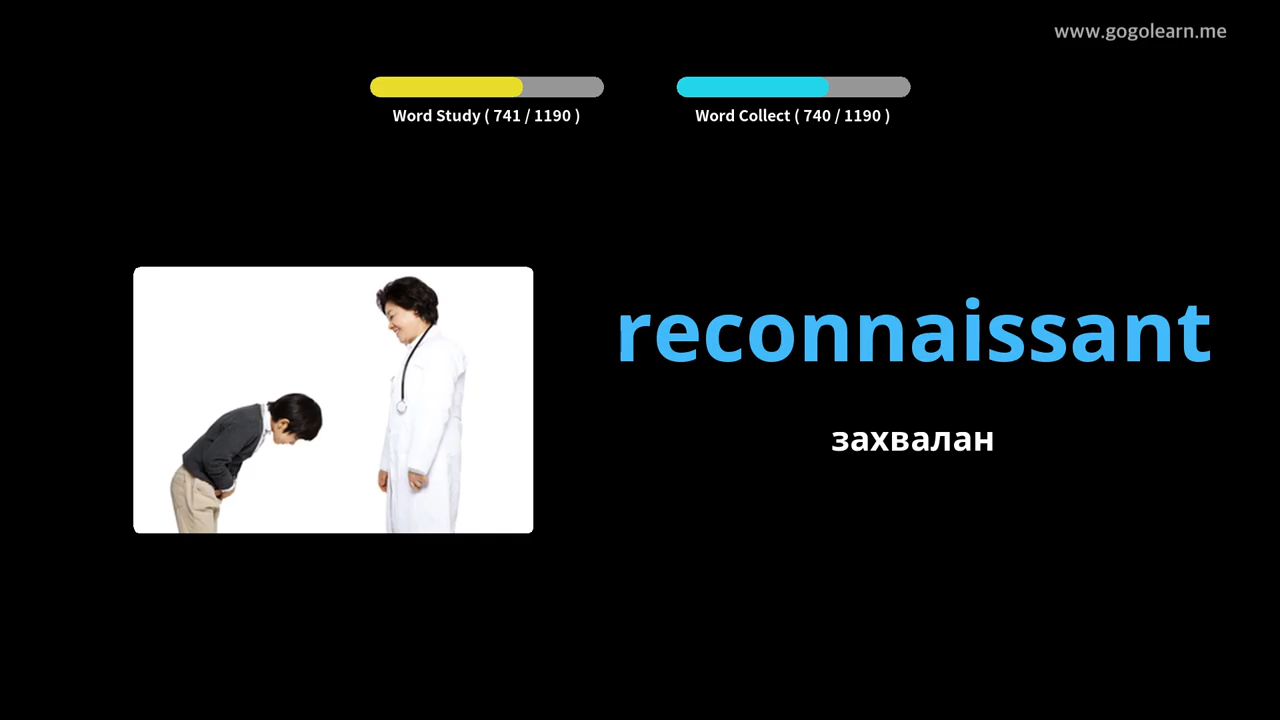 www.gogolearn.me
Word Study ( 741 / 1190 )
Word Collect ( 740 / 1190 )
reconnaissant
захвалан